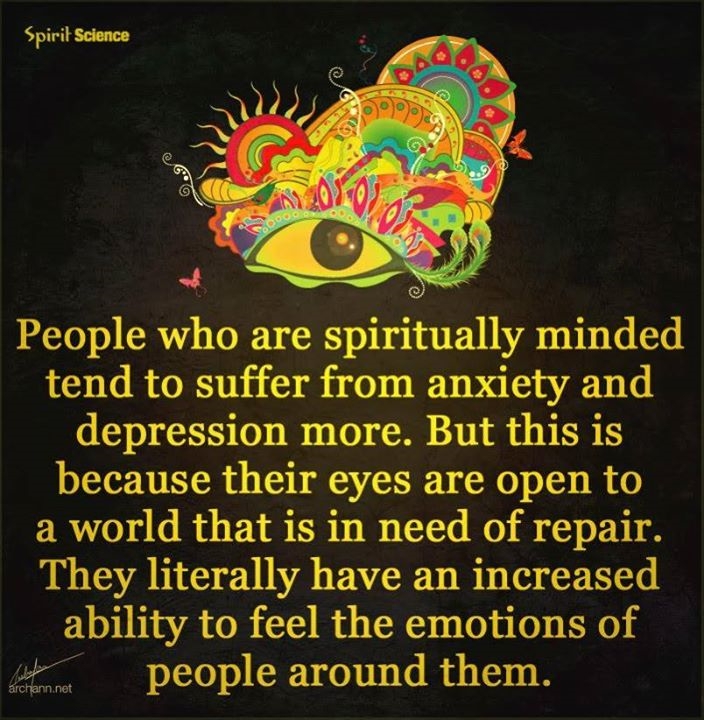 Spirit Science
People who are spiritually minded
tend to suffer from anxiety and
depression more. But this is
because their eyes are open to
a world that is in need of repair.
They literally have an increased
ability to feel the emotions of
people around them.
archann.net